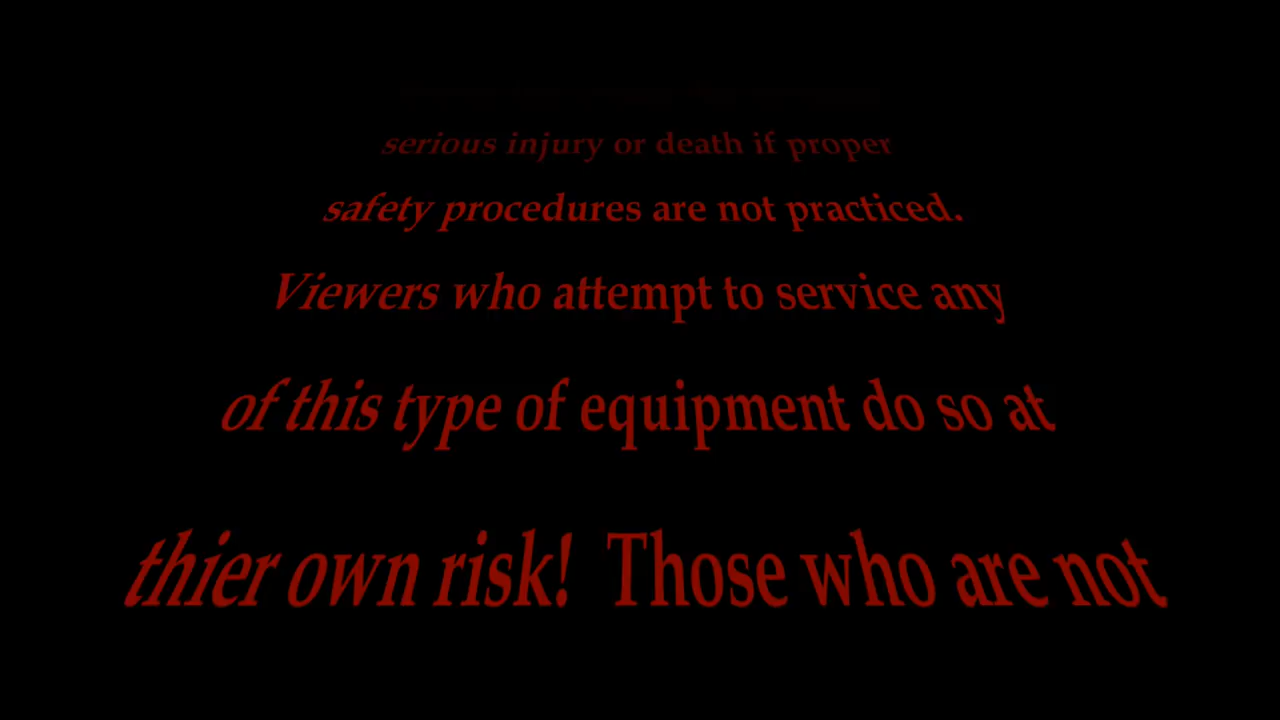 serious injury or death if proper
safety procedures are not practiced.
Viewers who attempt to service any
of this type of equipment do so at
thier own risk!  Those who are not